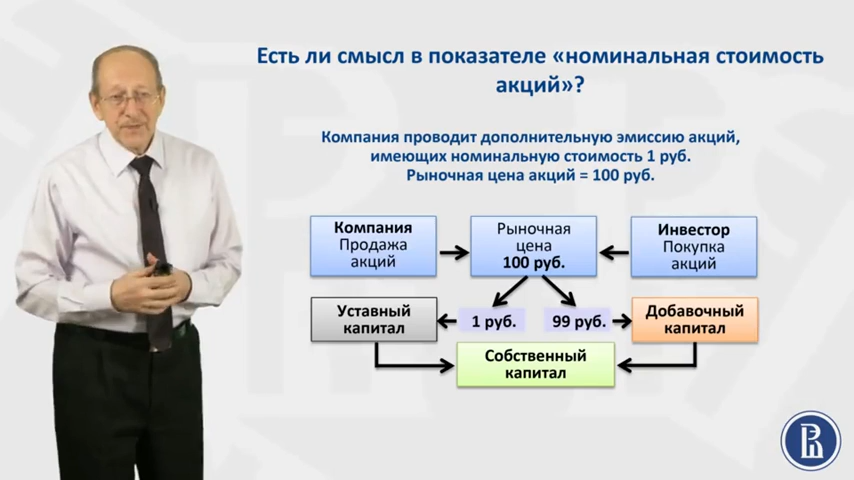 Есть ли смысл в показателе «номинальная стоимость
акций»?
Компания проводит дополнительную эмиссию акций,
имеющих номинальную стоимость 1 руб.
Рыночная цена акций = 100 руб.
Компания
Продажа
акций
Рыночная
цена
100 руб.
Инвестор
Покупка
акций
Уставный
капитал
1 руб.
99 руб.
Добавочный
капитал
Собственный
капитал